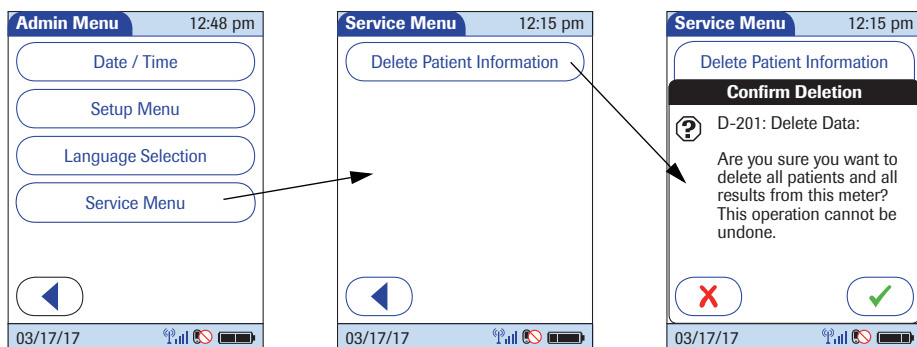 Admin Menu 12:48 pm
Date / Time
Setup Menu
Language Selection
Service Menu
03/17/17
Service Menu 12:15 pm
Delete Patient Information
03/17/17
Service Menu 12:15 pm
Delete Patient Information
Confirm Deletion
D-201: Delete Data:
Are you sure you want to
delete all patients and all
results from this meter?
This operation cannot be
undone.
03/17/17